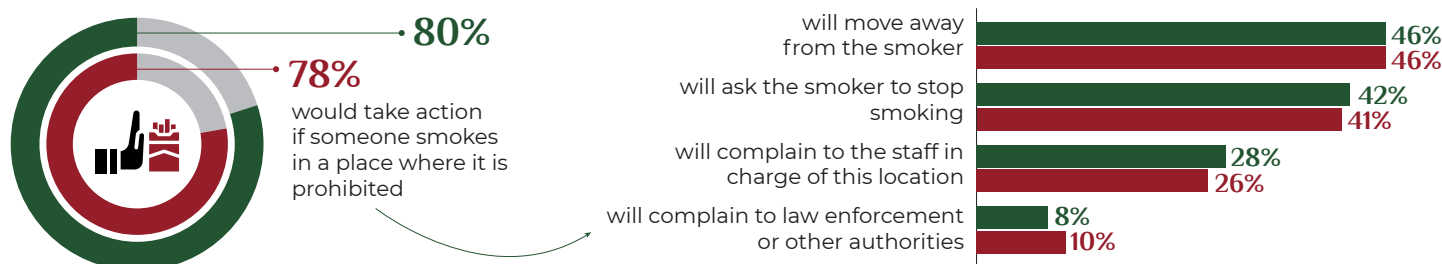 80%
78%
would take action
if someone smokes
in a place where it is
prohibited
will move away
from the smoker
46%
46%
will ask the smoker to stop
smoking
42%
41%
will complain to the staff in
charge of this location
28%
26%
will complain to law enforcement
or other authorities
8%
10%